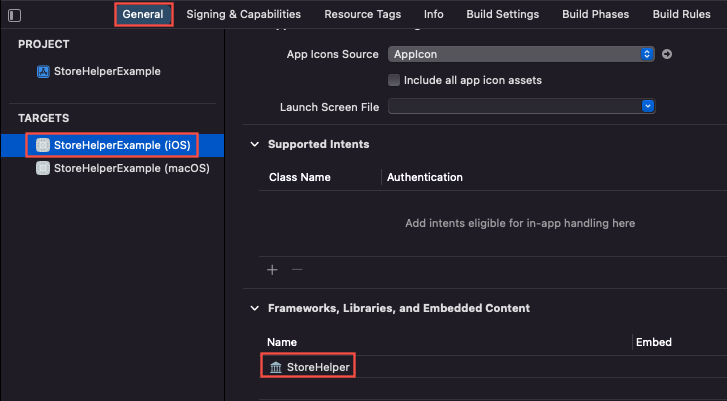 General Signing & Capabilities Resource Tags Info Build Settings Build Phases Build Rules
PROJECT
StoreHelperExample
TARGETS
StoreHelperExample (iOS)
StoreHelperExample (macOS)
App Icons Source AppIcon
Include all app icon assets
Launch Screen File
Supported Intents
Class Name Authentication
Add intents eligible for in-app handling here
Frameworks, Libraries, and Embedded Content
Name Embed
StoreHelper